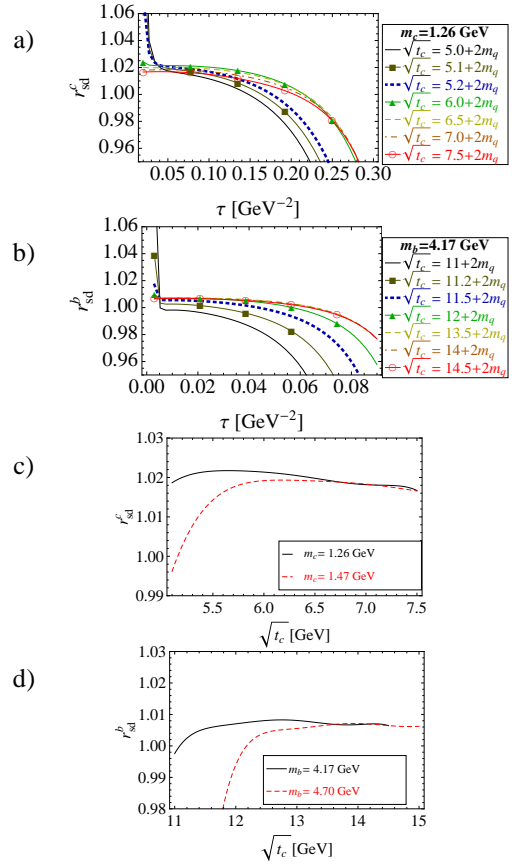 a)
r_sd^c
1.06
1.04
1.02
1.00
0.98
0.96
0.05 0.10 0.15 0.20 0.25 0.30
τ [GeV⁻²]
m_c=1.26 GeV
√t_c = 5.0+2m_q
√t_c = 5.1+2m_q
√t_c = 5.2+2m_q
√t_c = 6.0+2m_q
√t_c = 6.5+2m_q
√t_c = 7.0+2m_q
√t_c = 7.5+2m_q
b)
r_sd^b
1.06
1.04
1.02
1.00
0.98
0.96
0.00 0.02 0.04 0.06 0.08
τ [GeV⁻²]
m_b=4.17 GeV
√t_c = 11+2m_q
√t_c = 11.2+2m_q
√t_c = 11.5+2m_q
√t_c = 12+2m_q
√t_c = 13.5+2m_q
√t_c = 14+2m_q
√t_c = 14.5+2m_q
c)
r_sd^c
1.03
1.02
1.01
1.00
0.99
m_c= 1.26 GeV
m_c= 1.47 GeV
5.5 6.0 6.5 7.0 7.5
√t_c [GeV]
d)
r_sd^b
1.03
1.02
1.01
1.00
0.99
0.98
m_b= 4.17 GeV
m_b= 4.70 GeV
11 12 13 14 15
√t_c [GeV]